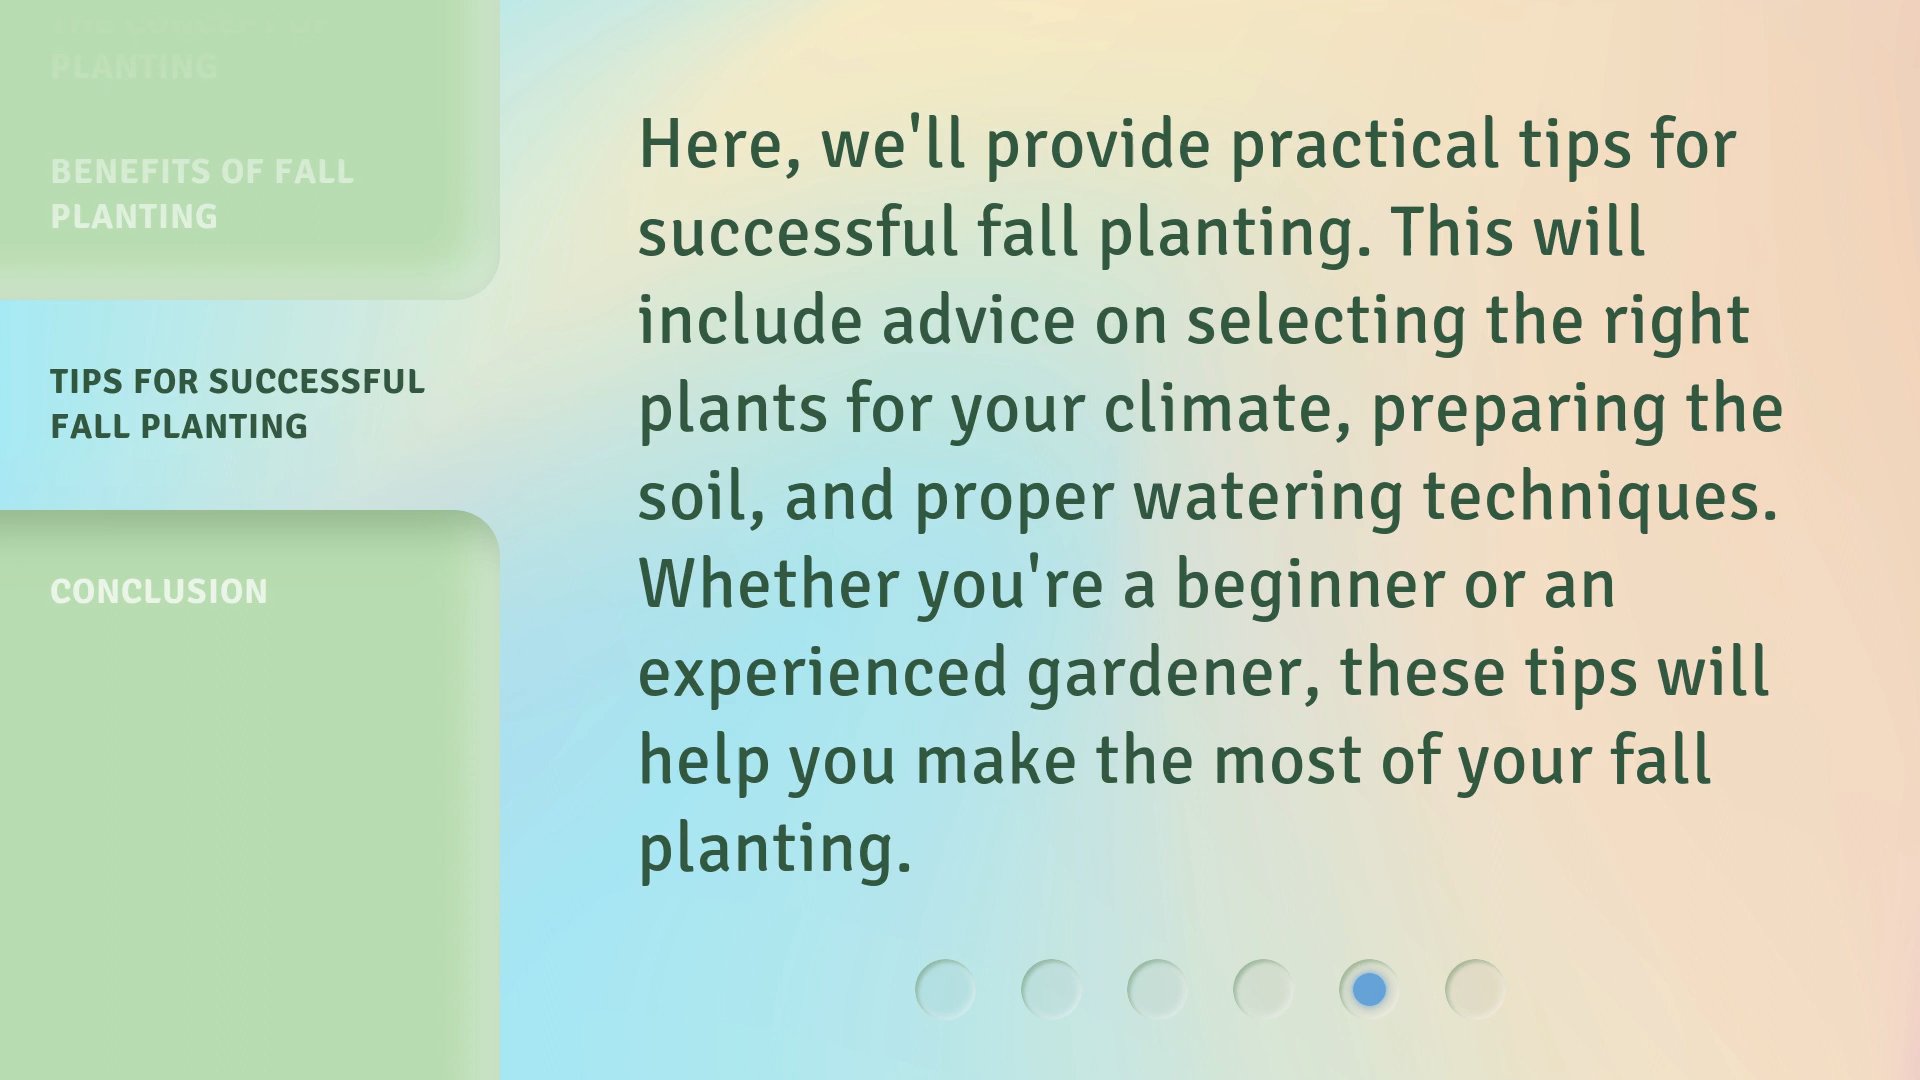 THE CONCEPT OF
PLANTING
BENEFITS OF FALL
PLANTING
TIPS FOR SUCCESSFUL
FALL PLANTING
CONCLUSION
Here, we'll provide practical tips for
successful fall planting. This will
include advice on selecting the right
plants for your climate, preparing the
soil, and proper watering techniques.
Whether you're a beginner or an
experienced gardener, these tips will
help you make the most of your fall
planting.